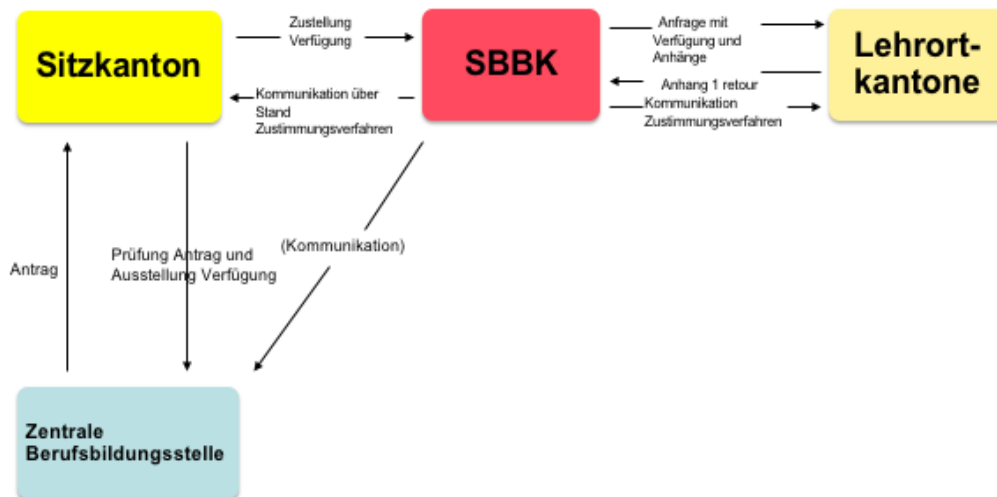 Sitzkanton
Zustellung
Verfügung
Kommunikation über
Stand
Zustimmungsverfahren
SBBK
Anfrage mit
Verfügung und
Anhänge
Anhang 1 retour
Kommunikation
Zustimmungsverfahren
Lehrort-
kantone
Antrag
Prüfung Antrag und
Ausstellung Verfügung
(Kommunikation)
Zentrale
Berufsbildungsstelle